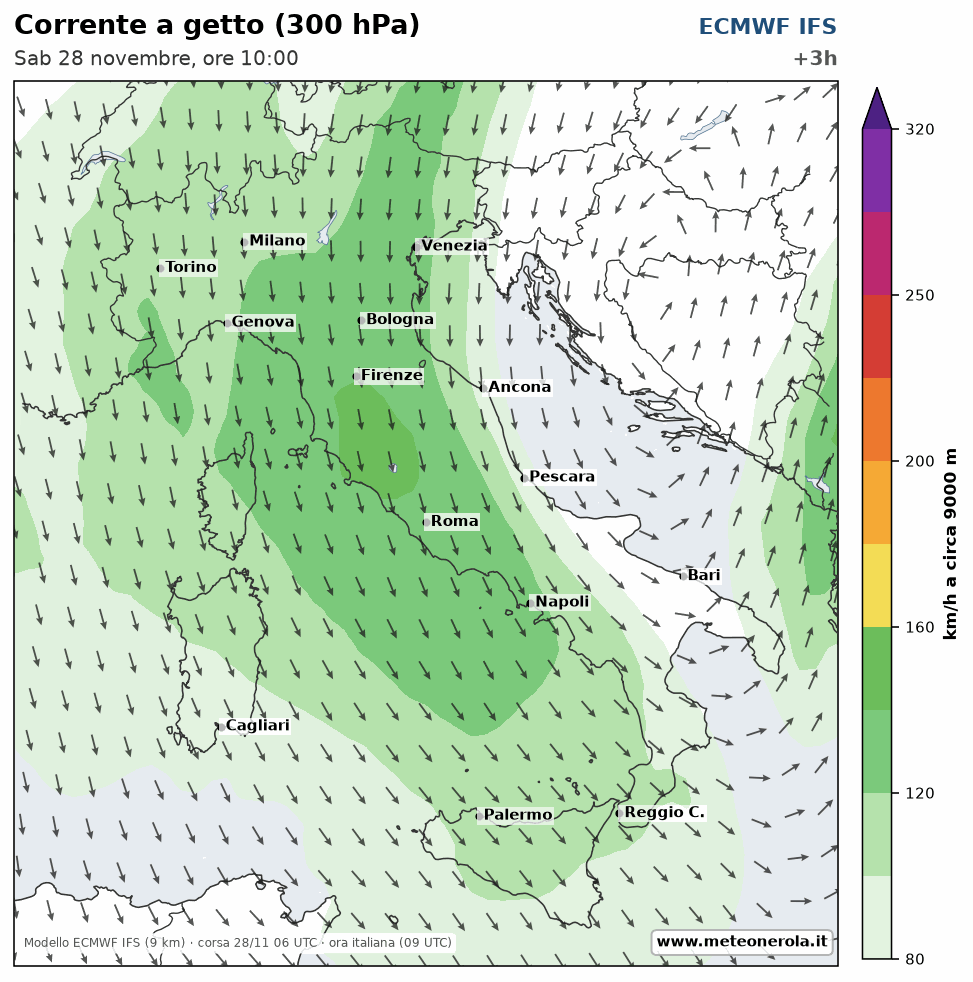 Corrente a getto (300 hPa)
ECMWF IFS
Sab 28 novembre, ore 10:00
+3h
Milano
Venezia
Torino
Genova
Bologna
Firenze
Ancona
Pescara
Roma
Bari
Napoli
Cagliari
Palermo
Reggio C.
Modello ECMWF IFS (9 km) · corsa 28/11 06 UTC · ora italiana (09 UTC)
www.meteonerola.it
320
250
200
160
120
80
km/h a circa 9000 m